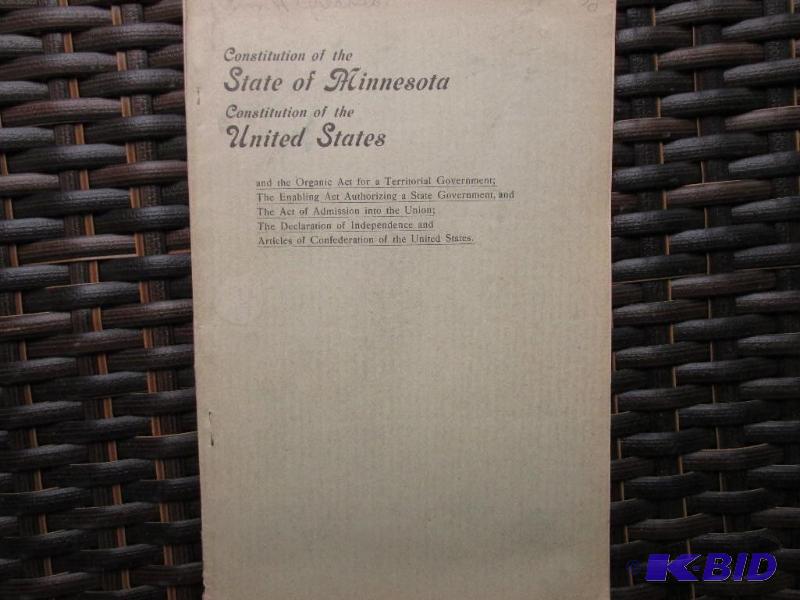 Constitution of the
State of Minnesota
Constitution of the
United States
and the Organic Act for a Territorial Government;
The Enabling Act Authorizing a State Government, and
The Act of Admission into the Union;
The Declaration of Independence and
Articles of Confederation of the United States.
K-BID